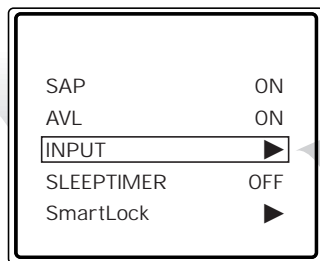 SAP ON
AVL ON
INPUT ▶
SLEEPTIMER OFF
SmartLock ▶